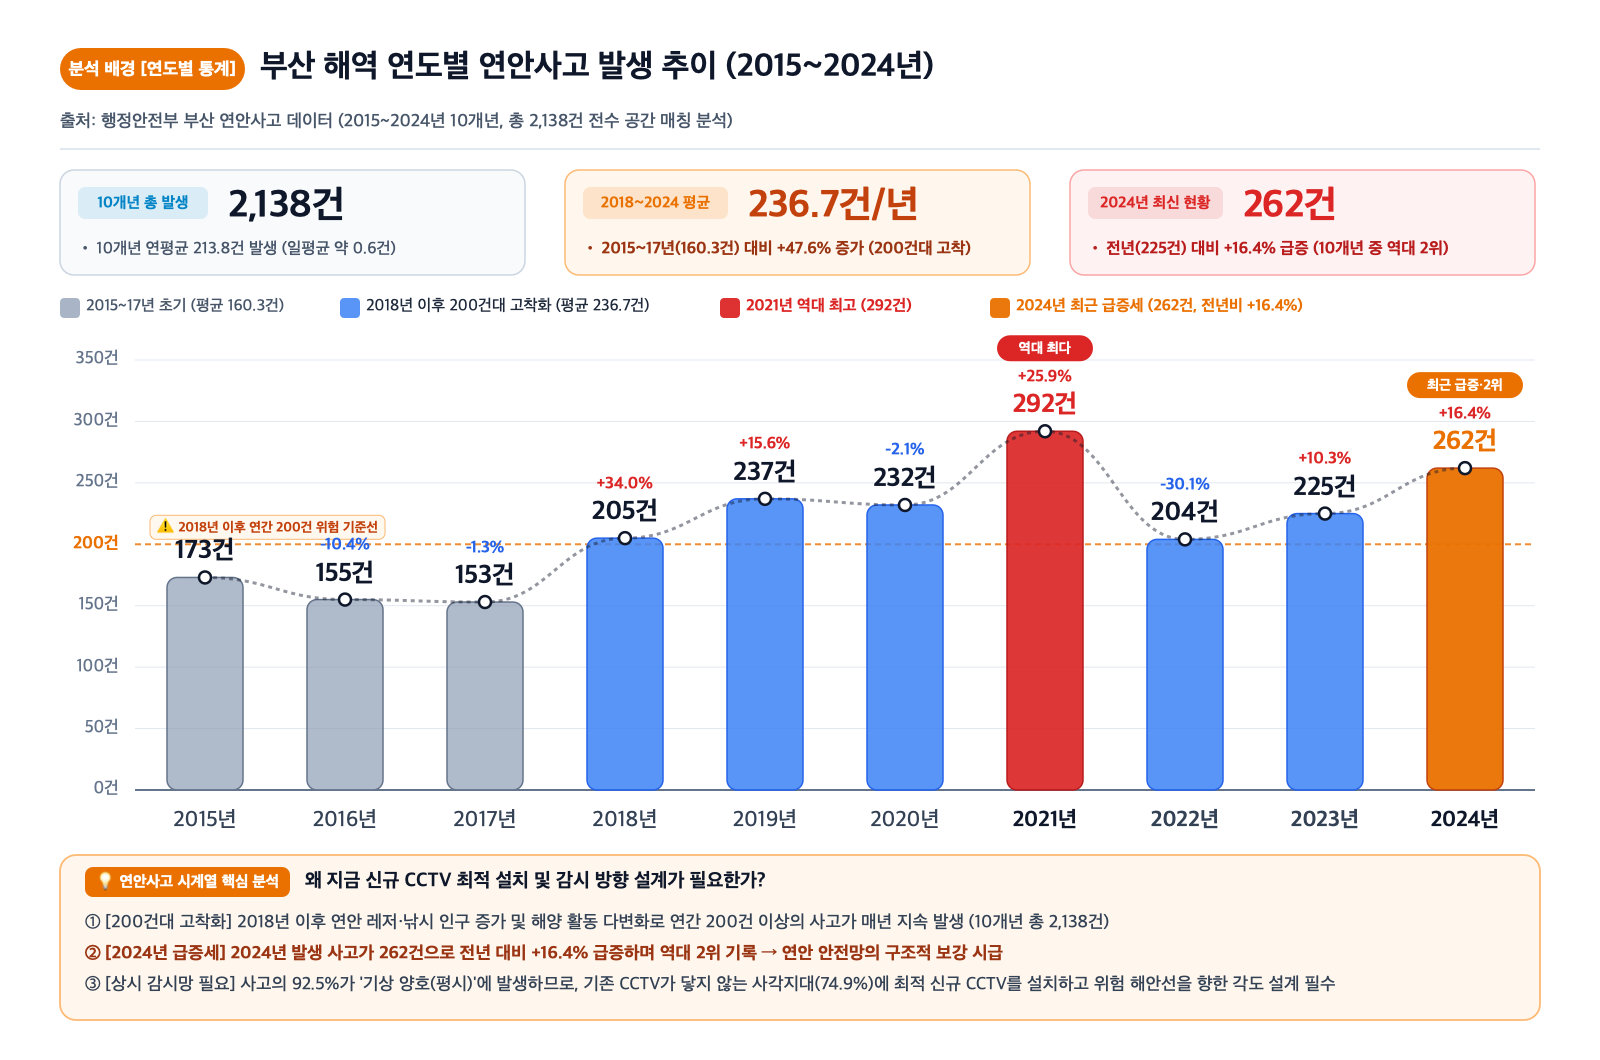 분석 배경 [연도별 통계] 부산 해역 연도별 연안사고 발생 추이 (2015~2024년)
출처: 행정안전부 부산 연안사고 데이터 (2015~2024년 10개년, 총 2,138건 전수 공간 매칭 분석)
10개년 총 발생 2,138건
• 10개년 연평균 213.8건 발생 (일평균 약 0.6건)
2018~2024 평균 236.7건/년
• 2015~17년(160.3건) 대비 +47.6% 증가 (200건대 고착)
2024년 최신 현황 262건
• 전년(225건) 대비 +16.4% 급증 (10개년 중 역대 2위)
2015~17년 초기 (평균 160.3건)
2018년 이후 200건대 고착화 (평균 236.7건)
2021년 역대 최고 (292건)
2024년 최근 급증세 (262건, 전년비 +16.4%)
350건
300건
250건
200건
150건
100건
50건
0건
⚠️ 2018년 이후 연간 200건 위험 기준선
173건
-10.4%
155건
-1.3%
153건
+34.0%
205건
+15.6%
237건
-2.1%
232건
역대 최다
+25.9%
292건
-30.1%
204건
+10.3%
225건
최근 급증·2위
+16.4%
262건
2015년 2016년 2017년 2018년 2019년 2020년 2021년 2022년 2023년 2024년
💡 연안사고 시계열 핵심 분석 왜 지금 신규 CCTV 최적 설치 및 감시 방향 설계가 필요한가?
① [200건대 고착화] 2018년 이후 연안 레저·낚시 인구 증가 및 해양 활동 다변화로 연간 200건 이상의 사고가 매년 지속 발생 (10개년 총 2,138건)
② [2024년 급증세] 2024년 발생 사고가 262건으로 전년 대비 +16.4% 급증하며 역대 2위 기록 → 연안 안전망의 구조적 보강 시급
③ [상시 감시망 필요] 사고의 92.5%가 '기상 양호(평시)'에 발생하므로, 기존 CCTV가 닿지 않는 사각지대(74.9%)에 최적 신규 CCTV를 설치하고 위험 해안선을 향한 각도 설계 필수